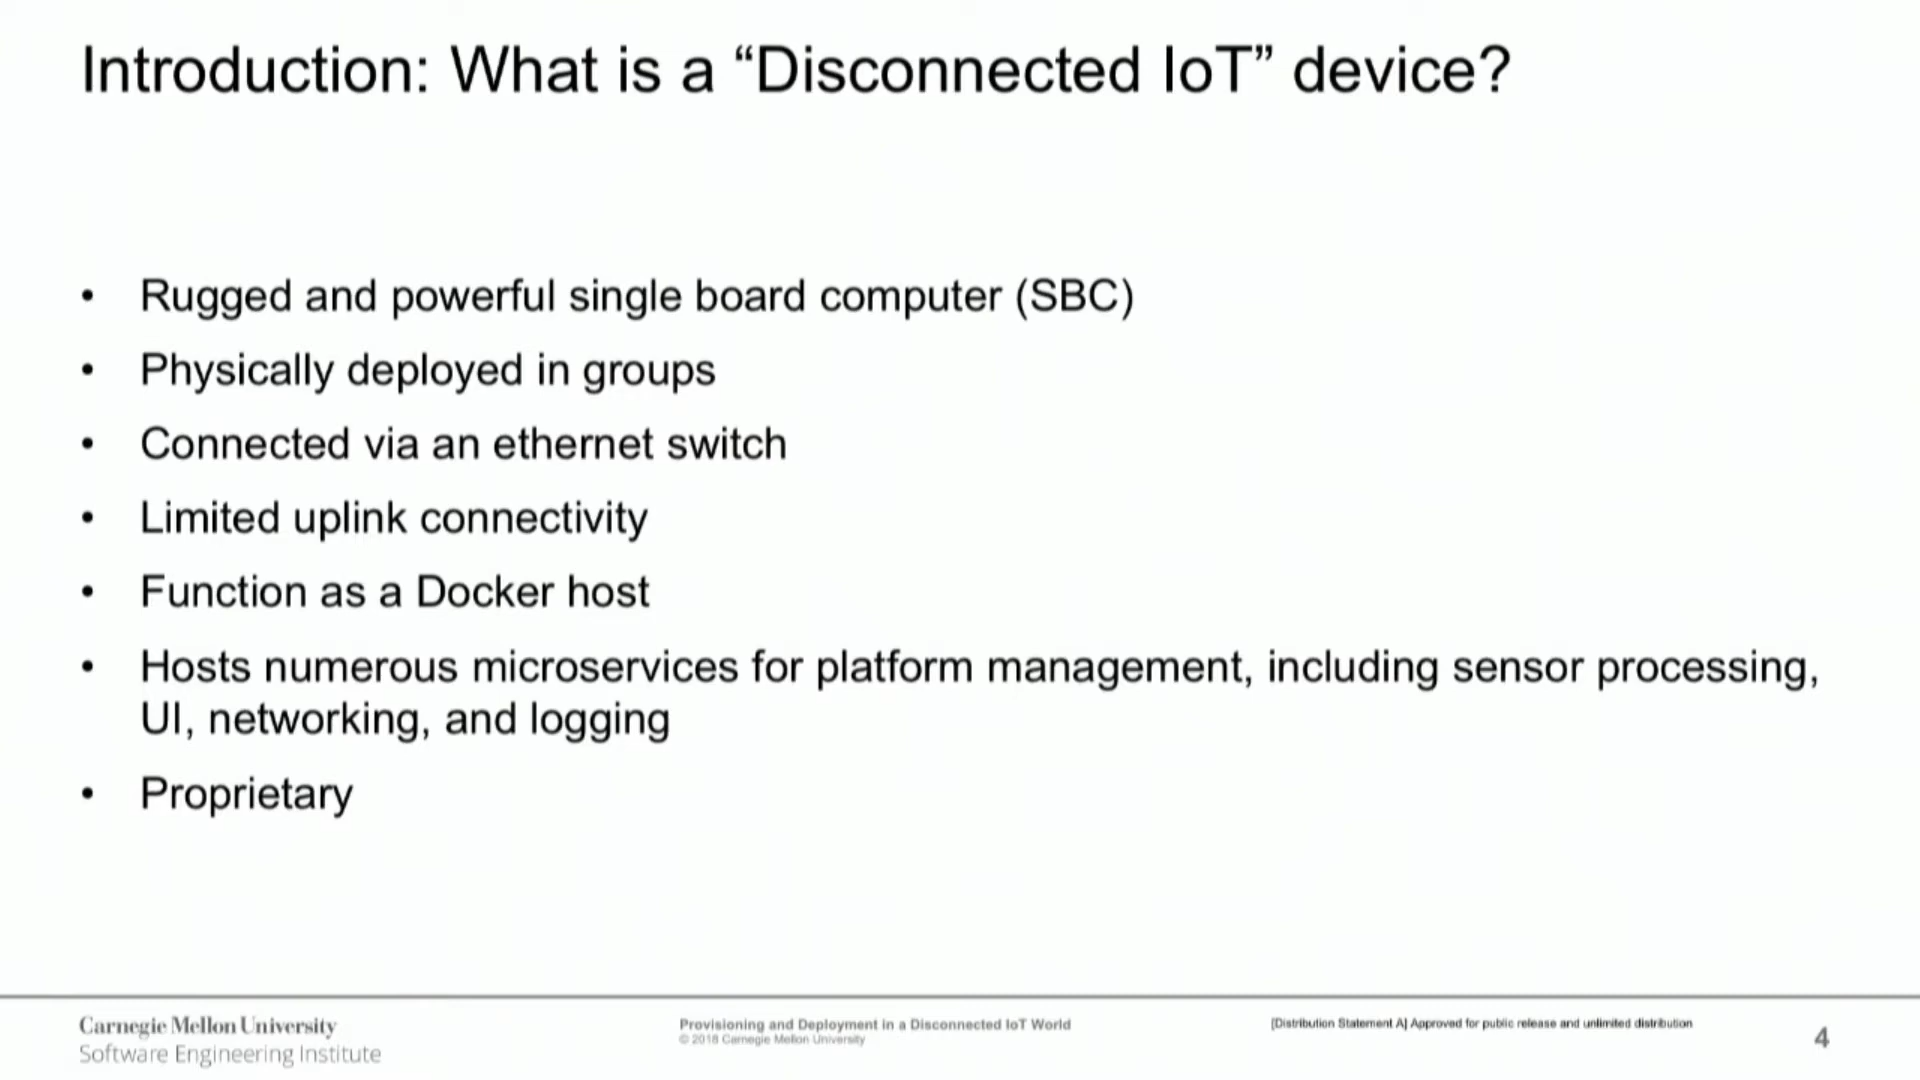 Introduction: What is a “Disconnected IoT” device?
• Rugged and powerful single board computer (SBC)
• Physically deployed in groups
• Connected via an ethernet switch
• Limited uplink connectivity
• Function as a Docker host
• Hosts numerous microservices for platform management, including sensor processing,
UI, networking, and logging
• Proprietary
Carnegie Mellon University
Software Engineering Institute
Provisioning and Deployment in a Disconnected IoT World
© 2018 Carnegie Mellon University
[Distribution Statement A] Approved for public release and unlimited distribution
4